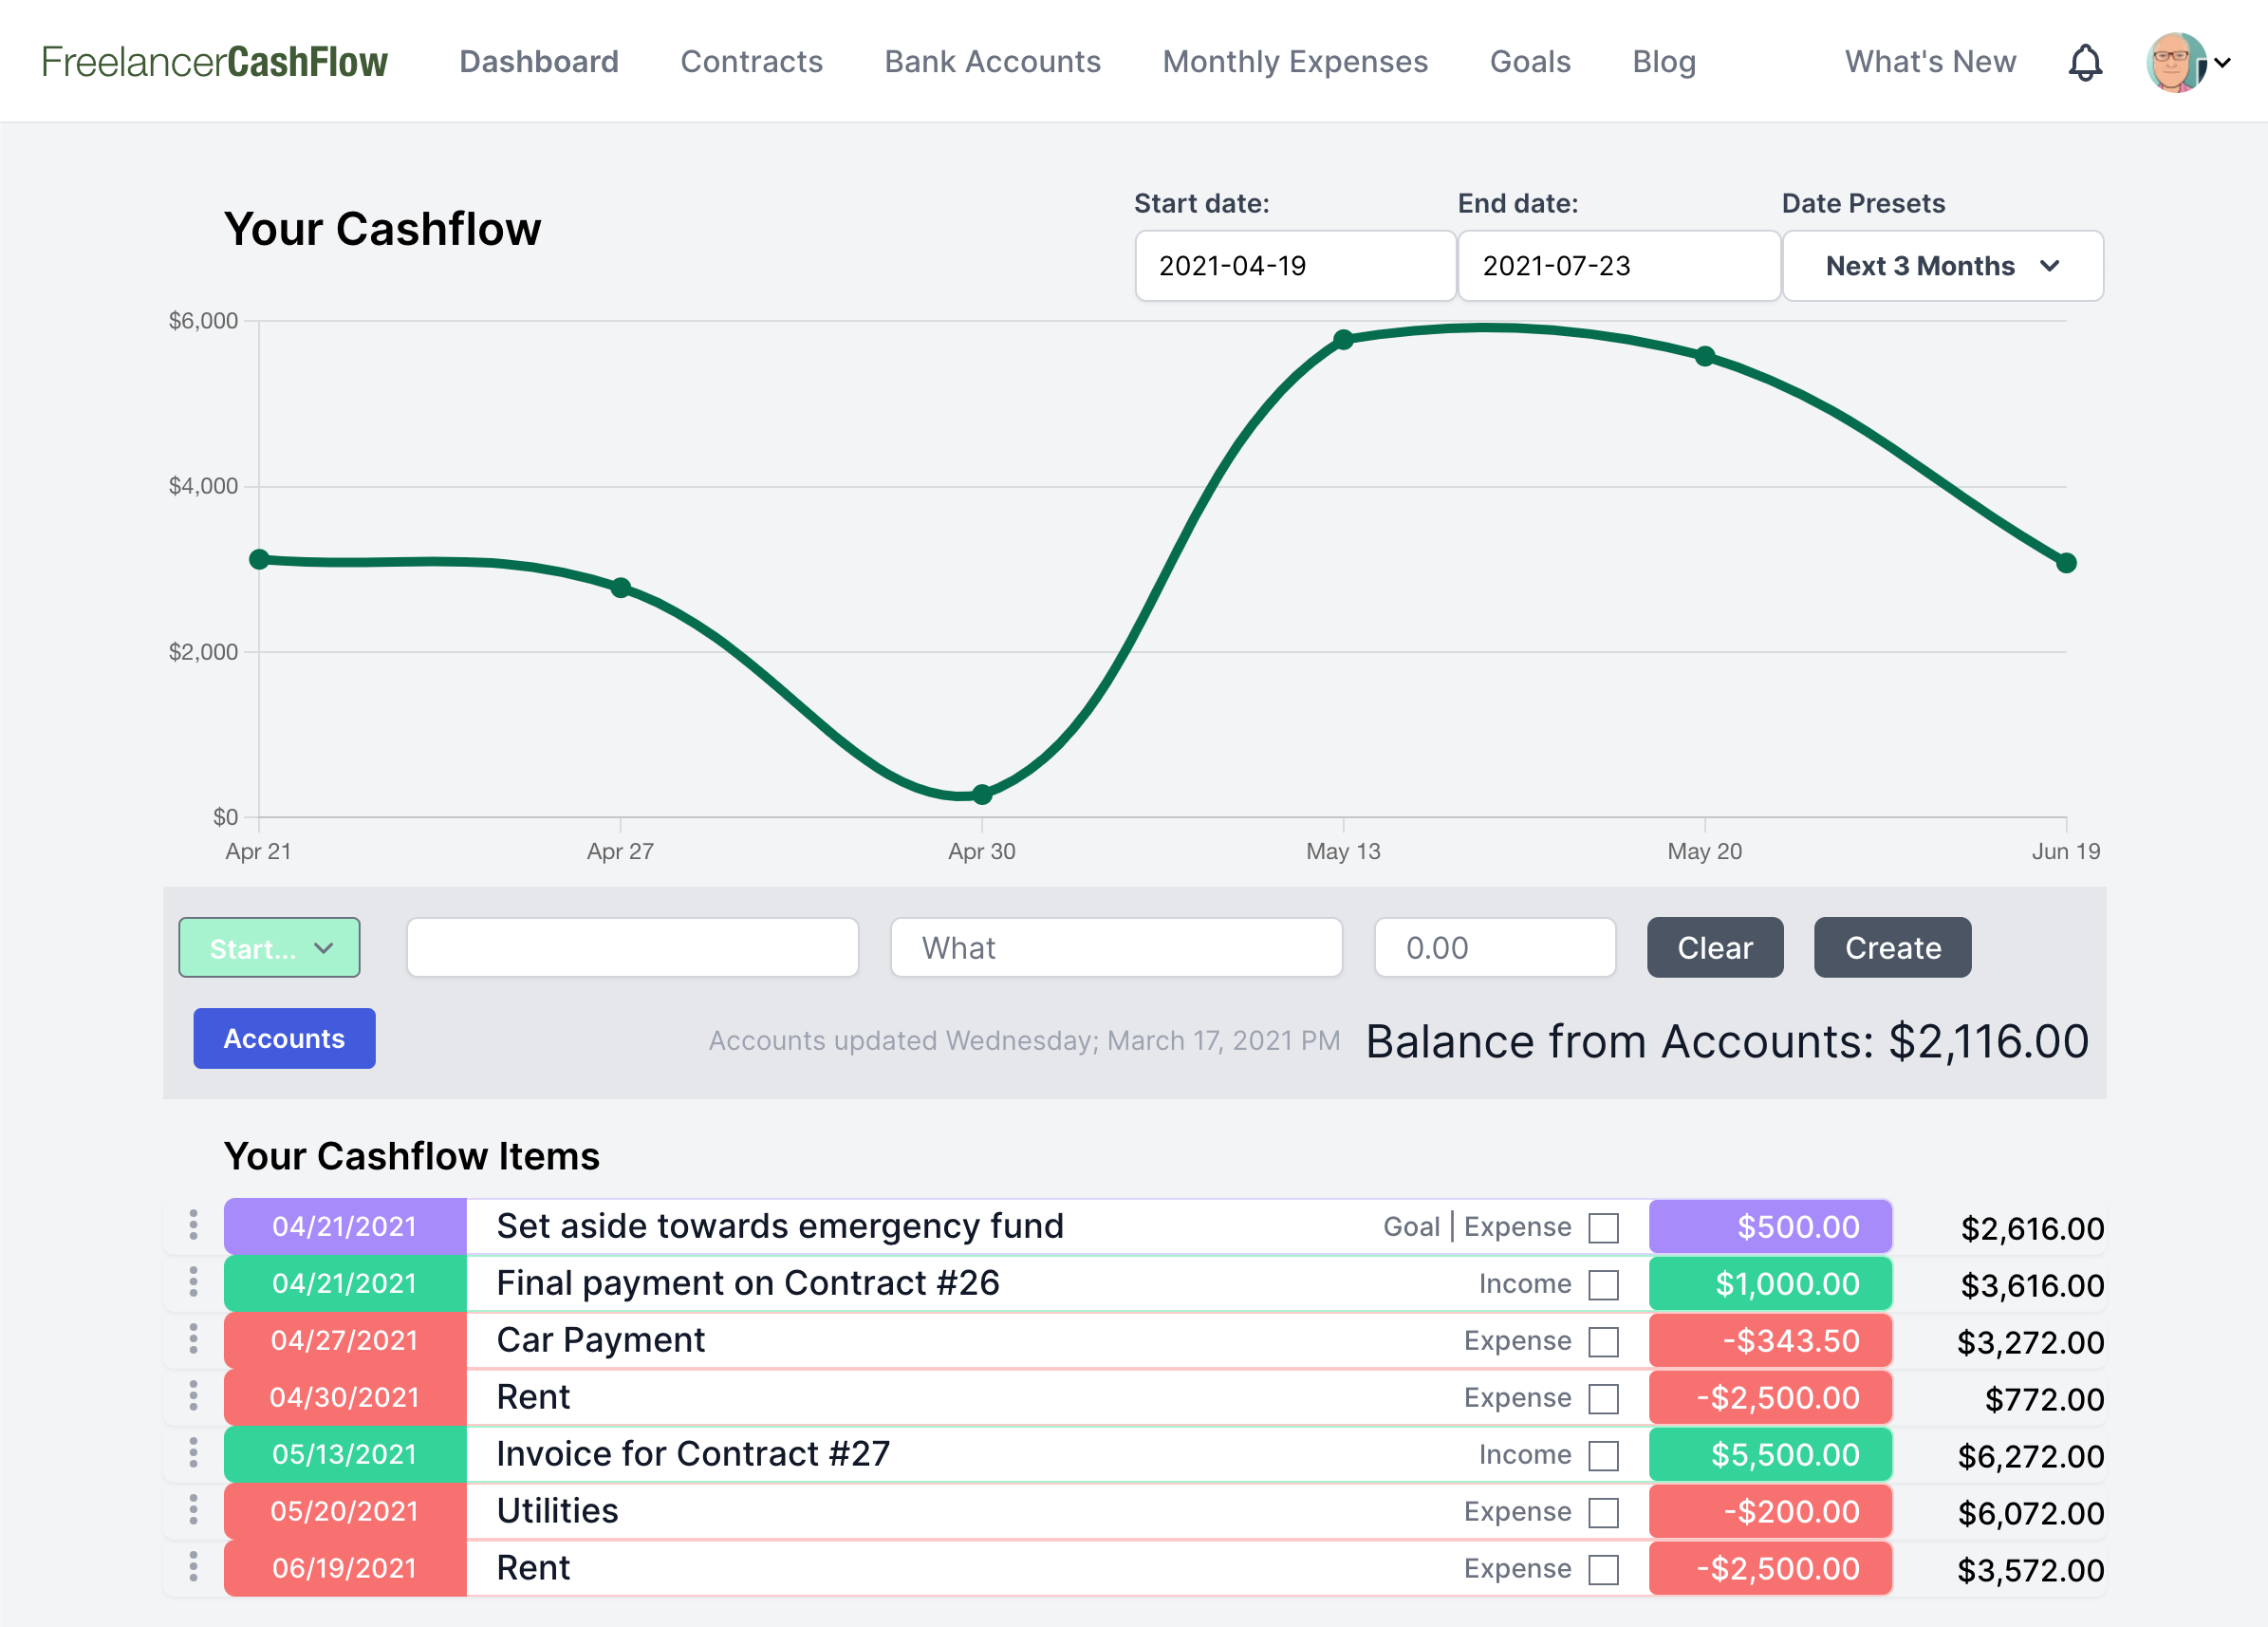 FreelancerCashFlow Dashboard Contracts Bank Accounts Monthly Expenses Goals Blog What's New
Your Cashflow
Start date: End date: Date Presets
2021-04-19 2021-07-23 Next 3 Months
$6,000
$4,000
$2,000
$0
Apr 21 Apr 27 Apr 30 May 13 May 20 Jun 19
Start... What 0.00 Clear Create
Accounts Accounts updated Wednesday; March 17, 2021 PM Balance from Accounts: $2,116.00
Your Cashflow Items
04/21/2021 Set aside towards emergency fund Goal | Expense $500.00 $2,616.00
04/21/2021 Final payment on Contract #26 Income $1,000.00 $3,616.00
04/27/2021 Car Payment Expense -$343.50 $3,272.00
04/30/2021 Rent Expense -$2,500.00 $772.00
05/13/2021 Invoice for Contract #27 Income $5,500.00 $6,272.00
05/20/2021 Utilities Expense -$200.00 $6,072.00
06/19/2021 Rent Expense -$2,500.00 $3,572.00